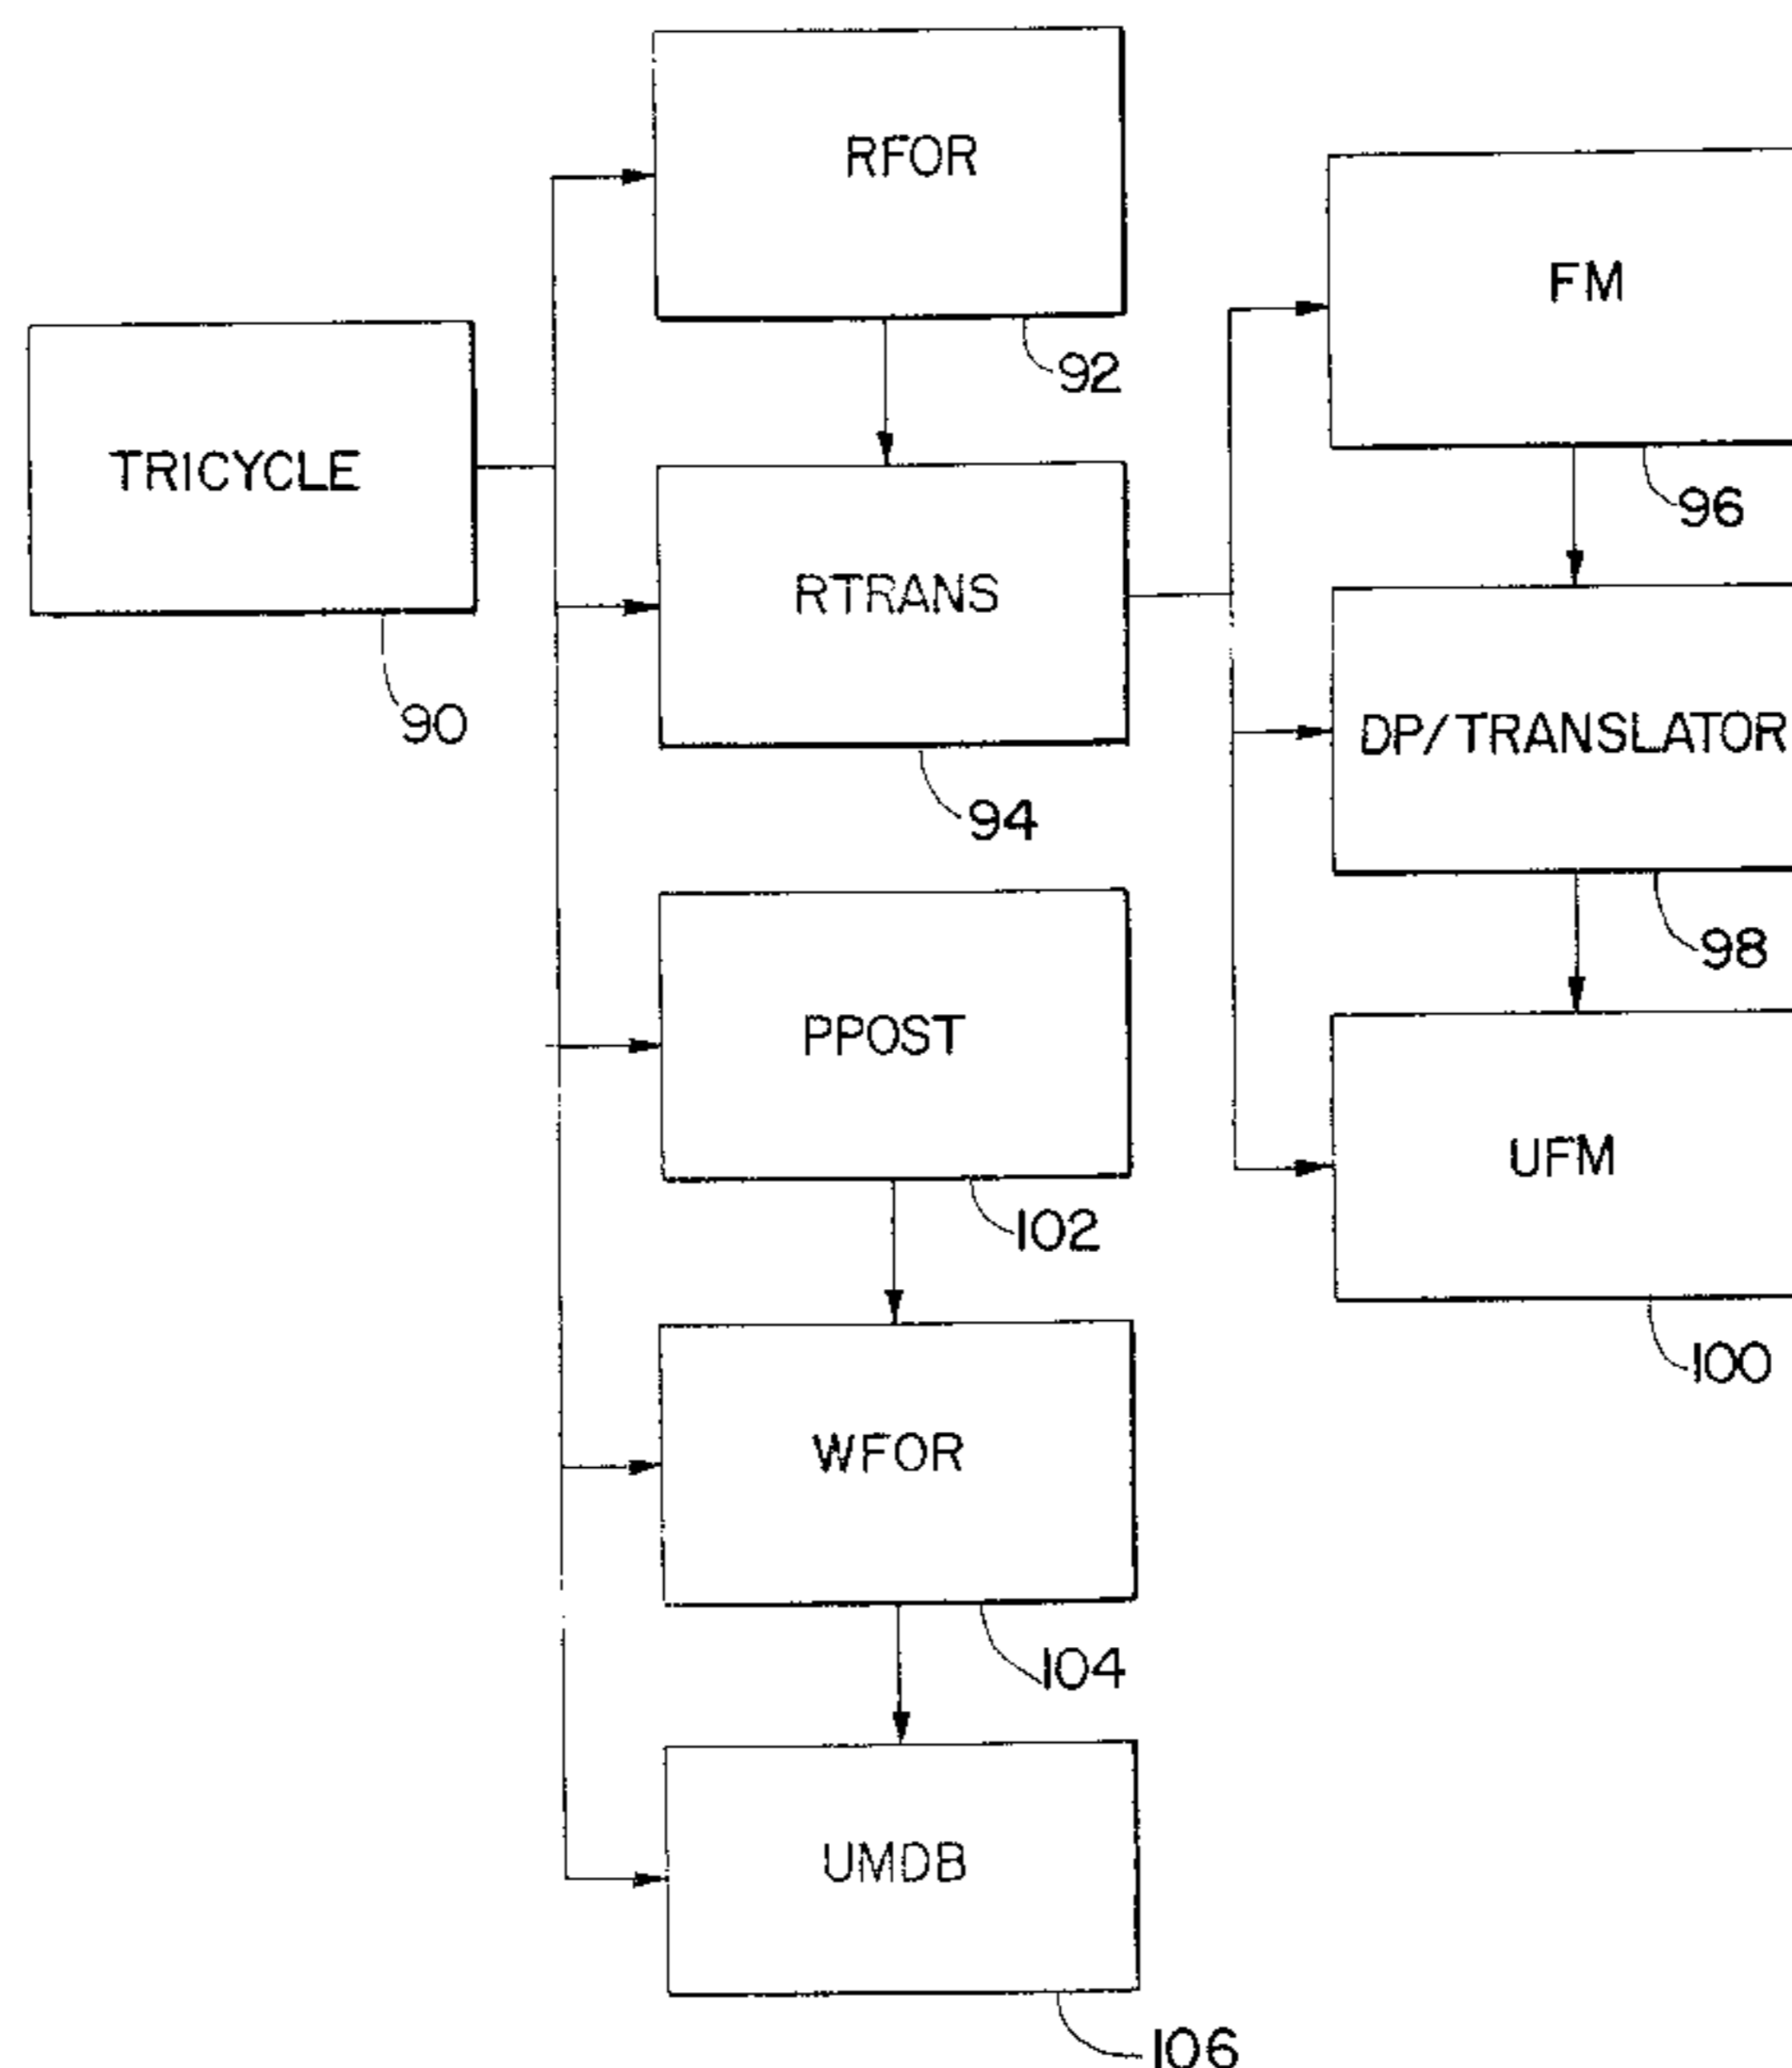 TRICYCLE
90
RFOR
92
RTRANS
94
PPOST
102
WFOR
104
UMDB
106
FM
96
DP/TRANSLATOR
98
UFM
100